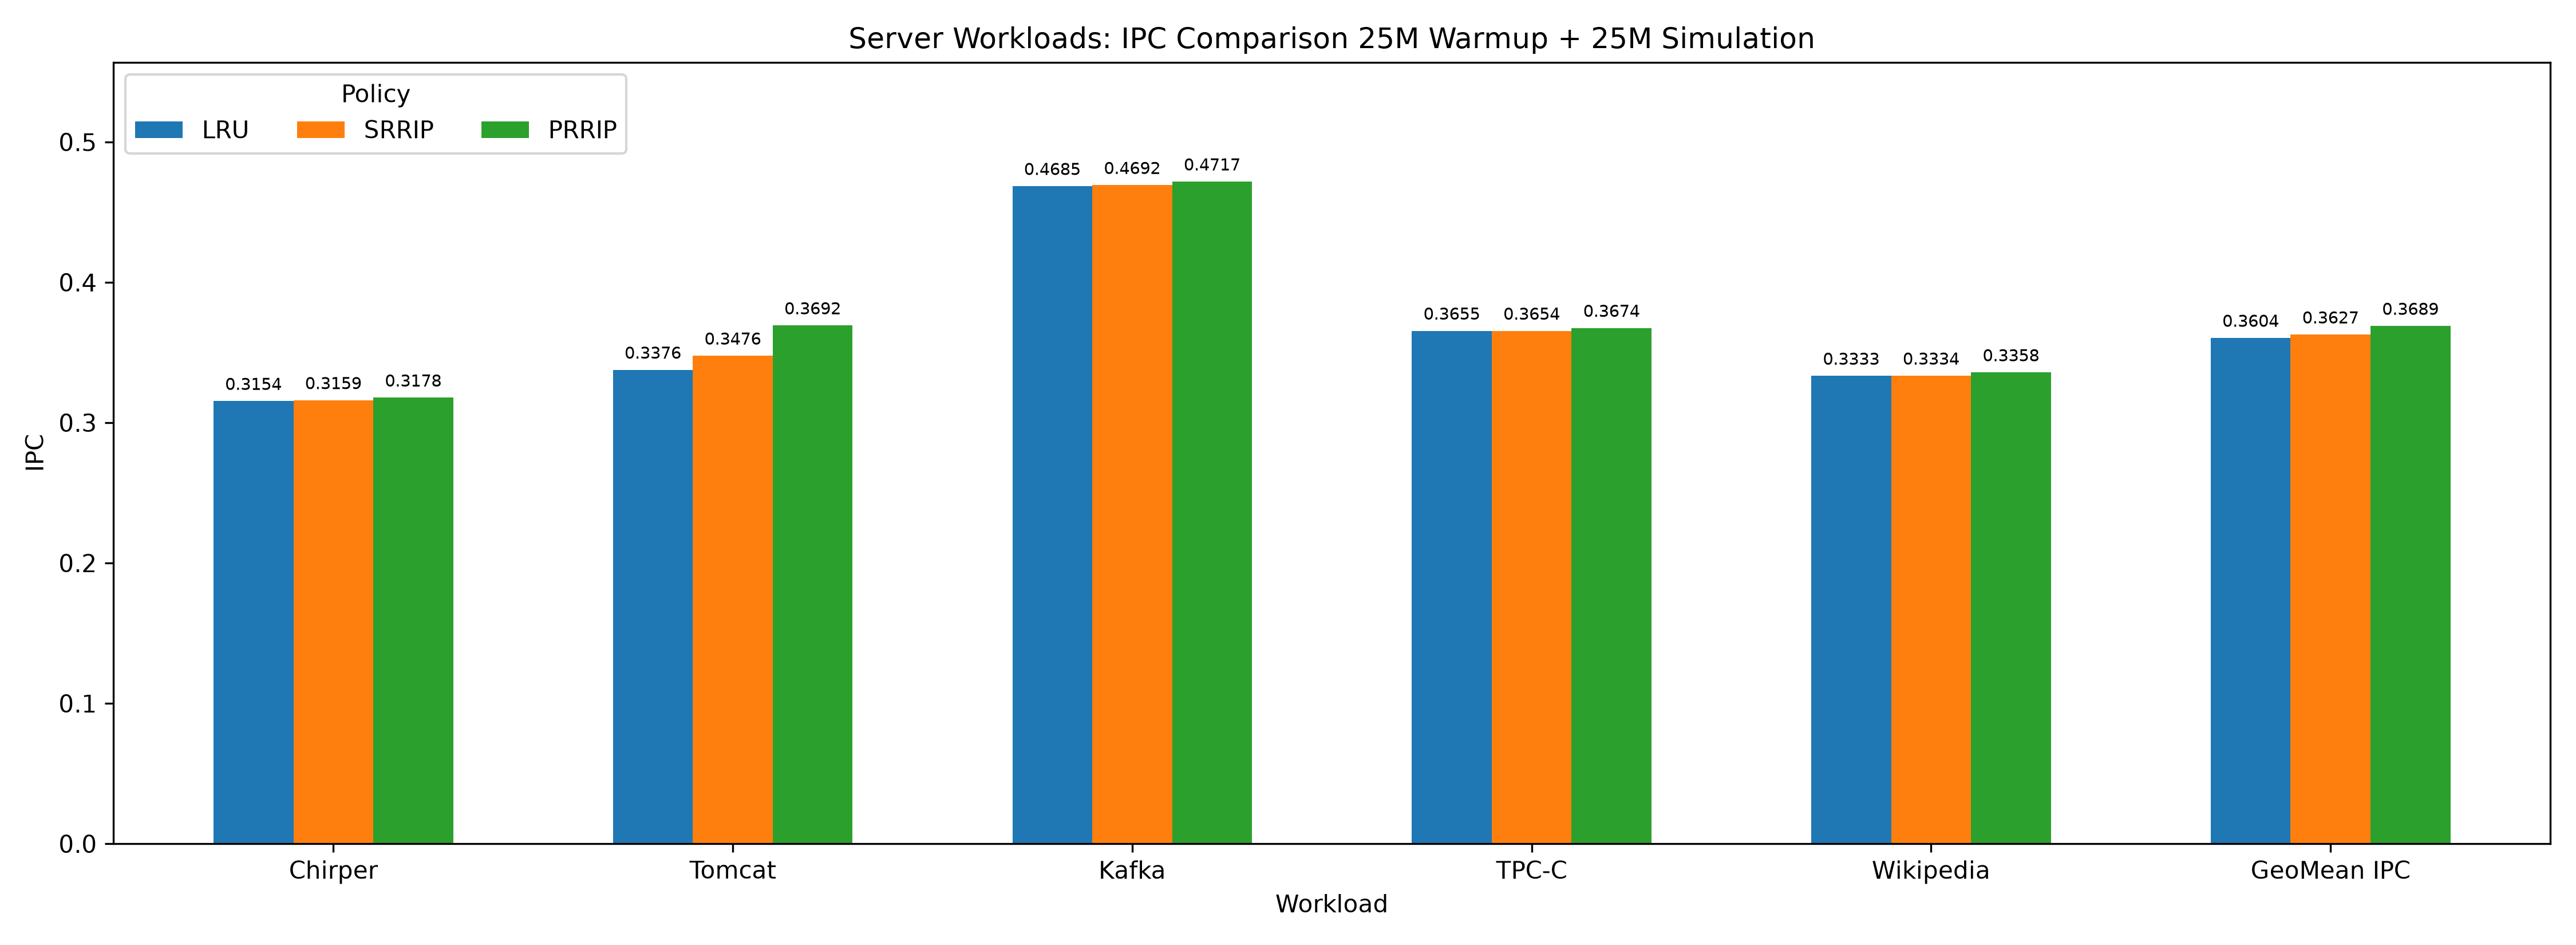 Server Workloads: IPC Comparison 25M Warmup + 25M Simulation
Policy
LRU SRRIP PRRIP
0.5
0.4
0.3
0.2
0.1
0.0
IPC
0.3154 0.3159 0.3178
0.3376 0.3476 0.3692
0.4685 0.4692 0.4717
0.3655 0.3654 0.3674
0.3333 0.3334 0.3358
0.3604 0.3627 0.3689
Chirper Tomcat Kafka TPC-C Wikipedia GeoMean IPC
Workload